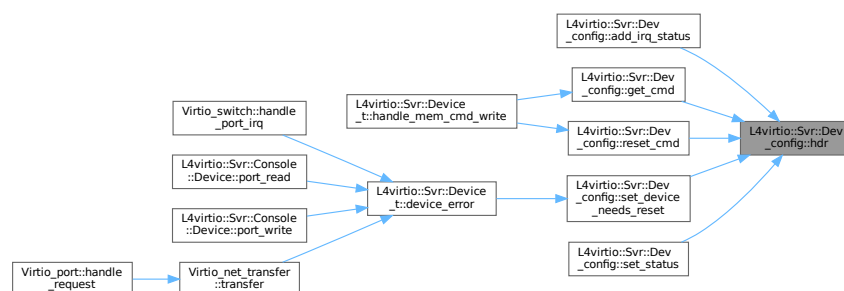 L4virtio::Svr::Dev
_config::add_irq_status
L4virtio::Svr::Dev
_config::get_cmd
Virtio_switch::handle
_port_irq
L4virtio::Svr::Device
_t::handle_mem_cmd_write
L4virtio::Svr::Dev
_config::reset_cmd
L4virtio::Svr::Dev
_config::hdr
L4virtio::Svr::Console
::Device::port_read
L4virtio::Svr::Device
_t::device_error
L4virtio::Svr::Dev
_config::set_device
_needs_reset
L4virtio::Svr::Console
::Device::port_write
L4virtio::Svr::Dev
_config::set_status
Virtio_port::handle
_request
Virtio_net_transfer
::transfer